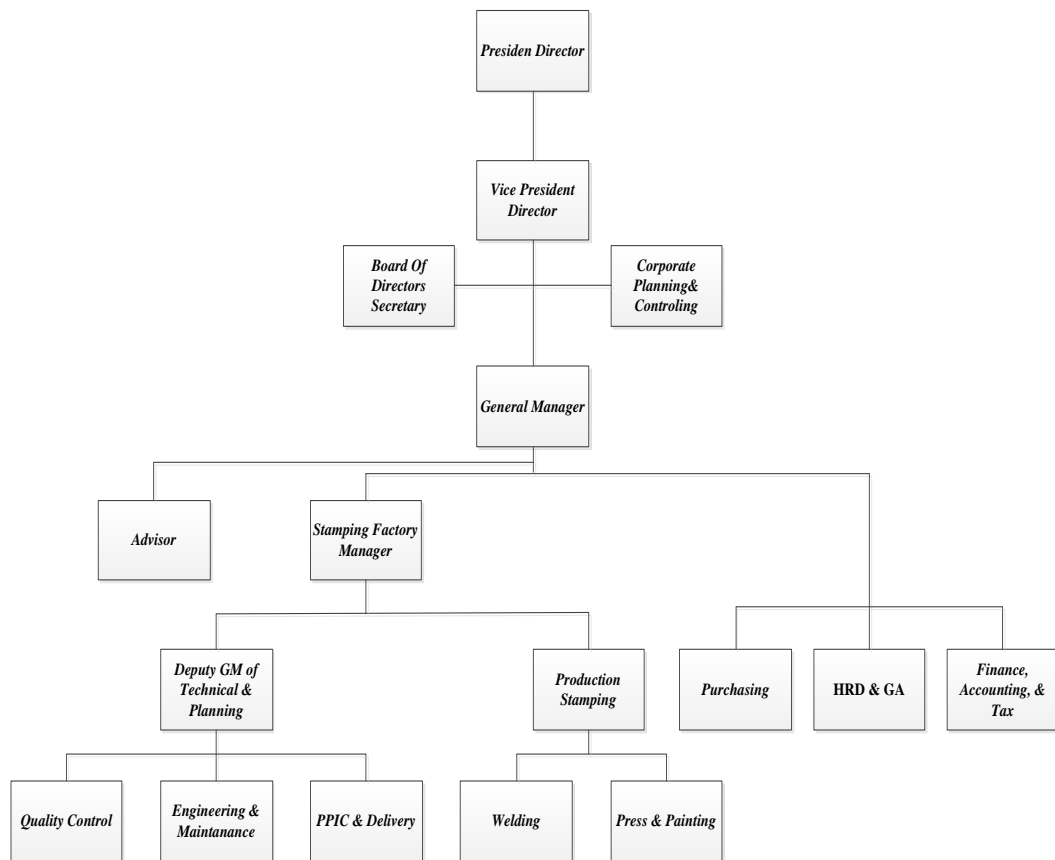 Presiden Director
Vice President
Director
Board Of
Directors
Secretary
Corporate
Planning&
Controling
General Manager
Advisor
Stamping Factory
Manager
Deputy GM of
Technical &
Planning
Production
Stamping
Purchasing
HRD & GA
Finance,
Accounting, &
Tax
Quality Control
Engineering &
Maintanance
PPIC & Delivery
Welding
Press & Painting